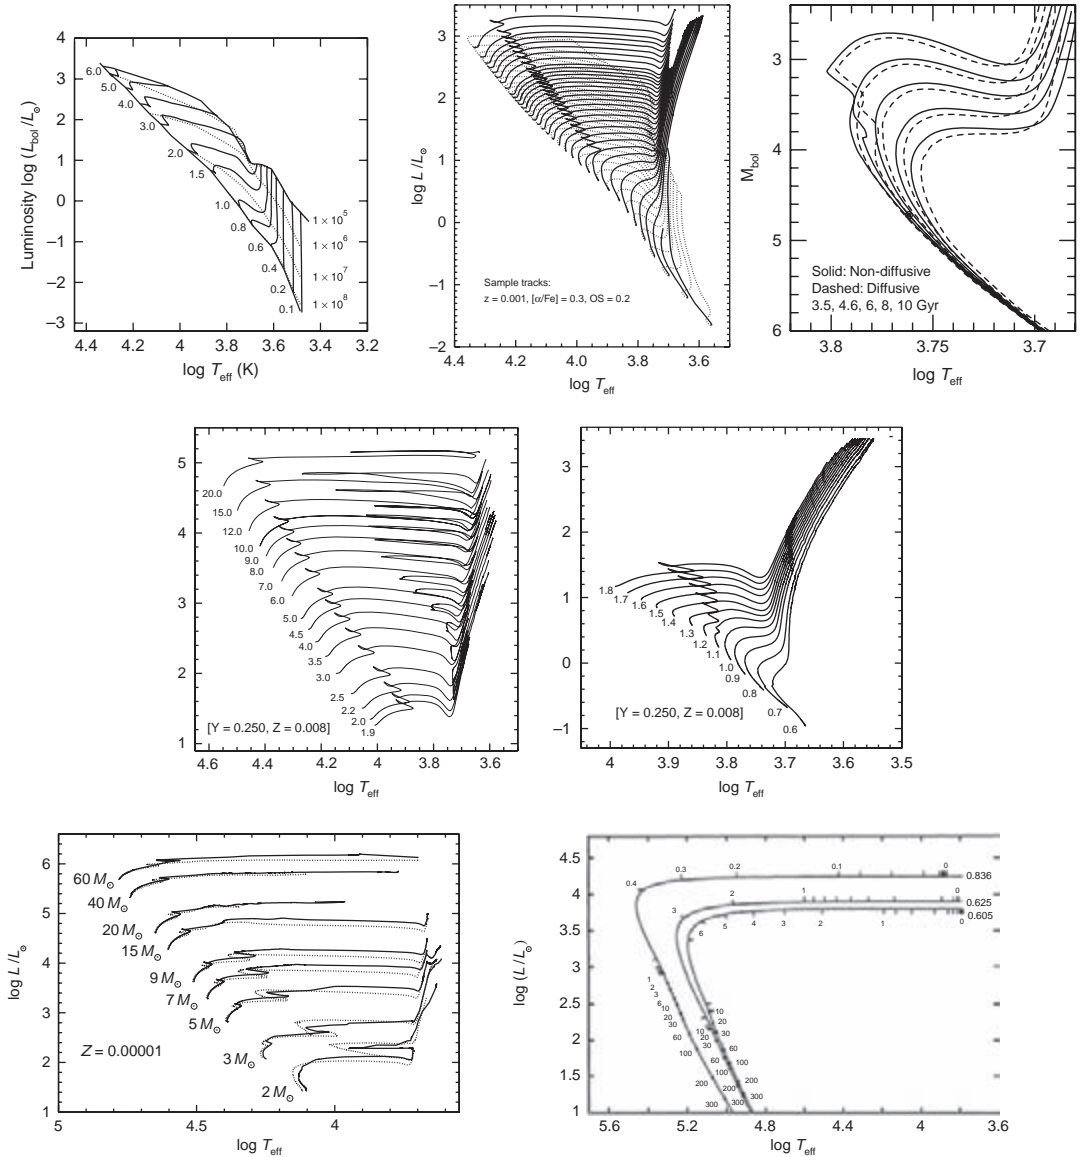 Luminosity log (L_bol/L_⊙)
4
3
2
1
0
−1
−2
−3
6.0
5.0
4.0
3.0
2.0
1.5
1.0
0.8
0.6
0.4
0.2
0.1
1 × 10^5
1 × 10^6
1 × 10^7
1 × 10^8
4.4 4.2 4 3.8 3.6 3.4 3.2
log T_eff (K)
log L/L_⊙
3
2
1
0
−1
−2
Sample tracks:
z = 0.001, [α/Fe] = 0.3, OS = 0.2
4.4 4.2 4.0 3.8 3.6
log T_eff
M_bol
3
4
5
6
Solid: Non-diffusive
Dashed: Diffusive
3.5, 4.6, 6, 8, 10 Gyr
3.8 3.75 3.7
log T_eff
5
4
3
2
1
20.0
15.0
12.0
10.0
9.0
8.0
7.0
6.0
5.0
4.5
4.0
3.5
3.0
2.5
2.2
2.0
1.9
[Y = 0.250, Z = 0.008]
4.6 4.4 4.2 4 3.8 3.6
log T_eff
3
2
1
0
−1
1.8
1.7
1.6
1.5
1.4
1.3
1.2
1.1
1.0
0.9
0.8
0.7
0.6
[Y = 0.250, Z = 0.008]
4 3.9 3.8 3.7 3.6 3.5
log T_eff
log L/L_⊙
6
5
4
3
2
1
60 M_⊙
40 M_⊙
20 M_⊙
15 M_⊙
9 M_⊙
7 M_⊙
5 M_⊙
3 M_⊙
2 M_⊙
Z = 0.00001
5 4.5 4
log T_eff
log (L/L_⊙)
4.5
4
3.5
3
2.5
2
1.5
1
0.4 0.3 0.2 0.1 0 0.836
2 1 0 0.625
3 6 5 4 3 2 1 0 0.605
1
2
3
6
10
20
30
60
100
200
300
10
20
30
60
100
200
300
10
20
30
60
100
200
300
5.6 5.2 4.8 4.4 4 3.6
log T_eff